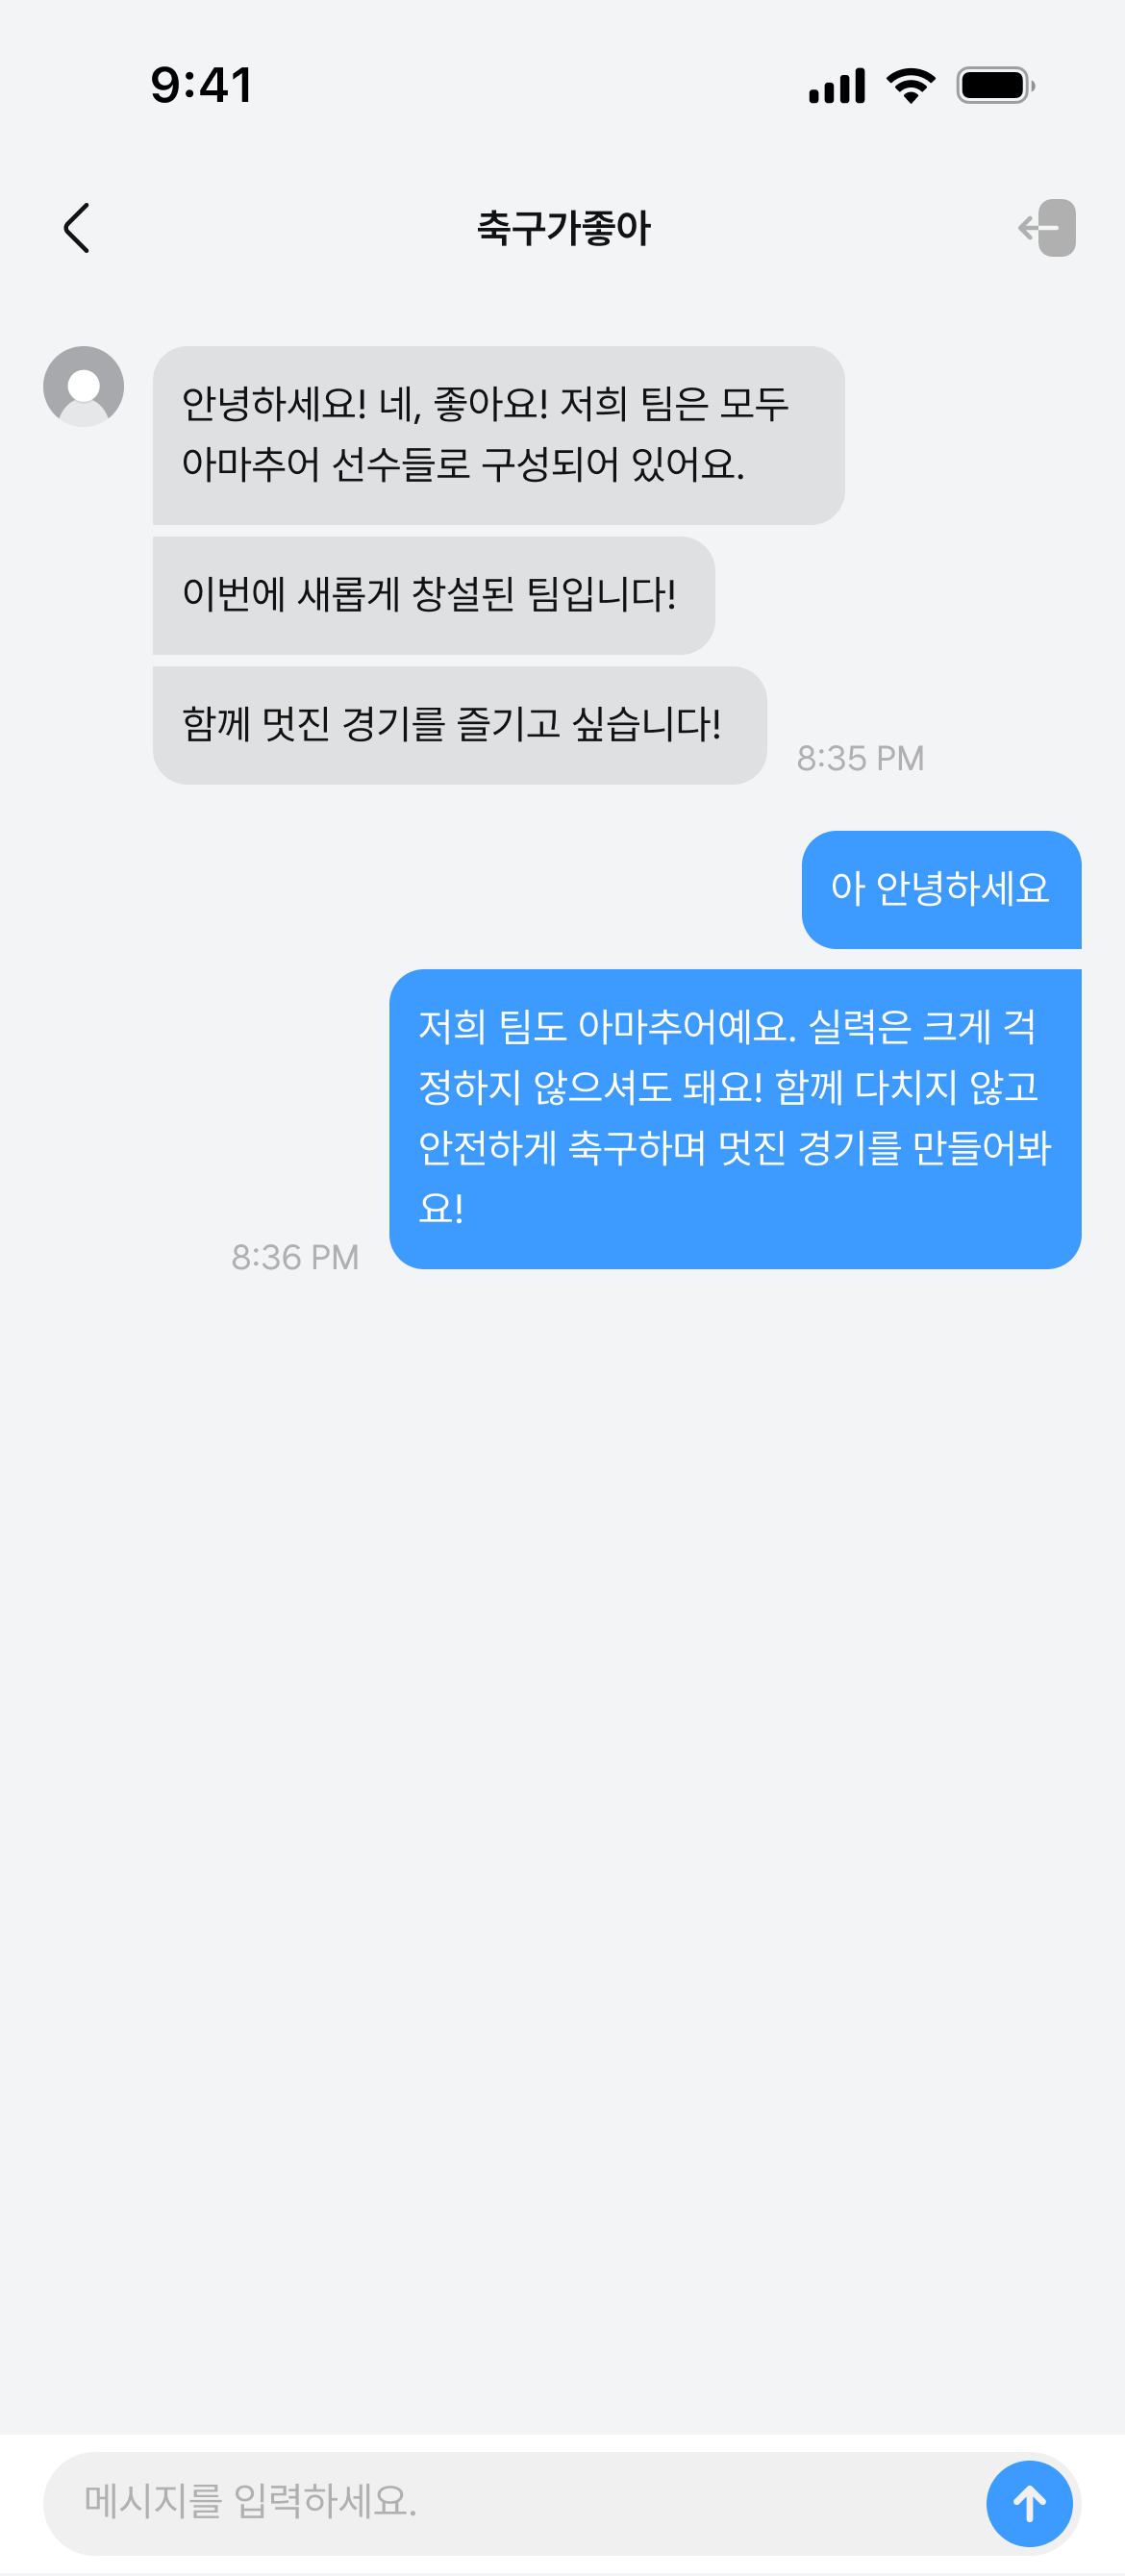 9:41
축구가좋아
안녕하세요! 네, 좋아요! 저희 팀은 모두
아마추어 선수들로 구성되어 있어요.
이번에 새롭게 창설된 팀입니다!
함께 멋진 경기를 즐기고 싶습니다!
8:35 PM
아 안녕하세요
저희 팀도 아마추어예요. 실력은 크게 걱
정하지 않으셔도 돼요! 함께 다치지 않고
안전하게 축구하며 멋진 경기를 만들어봐
요!
8:36 PM
메시지를 입력하세요.